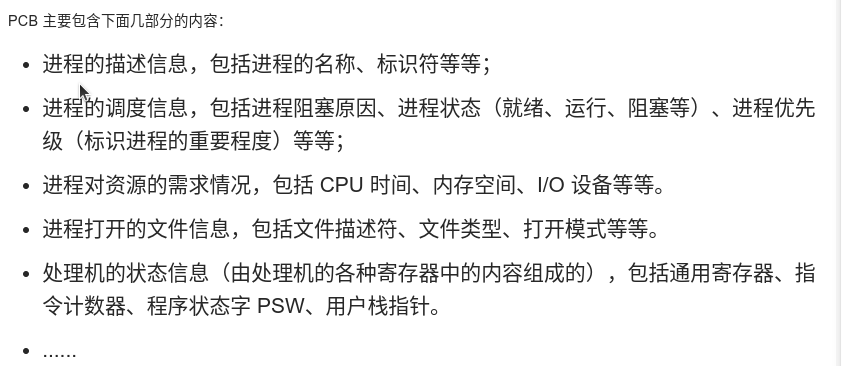 PCB 主要包含下面几部分的内容：
• 进程的描述信息，包括进程的名称、标识符等等；
• 进程的调度信息，包括进程阻塞原因、进程状态（就绪、运行、阻塞等）、进程优先
级（标识进程的重要程度）等等；
• 进程对资源的需求情况，包括 CPU 时间、内存空间、I/O 设备等等。
• 进程打开的文件信息，包括文件描述符、文件类型、打开模式等等。
• 处理机的状态信息（由处理机的各种寄存器中的内容组成的），包括通用寄存器、指
令计数器、程序状态字 PSW、用户栈指针。
• ......